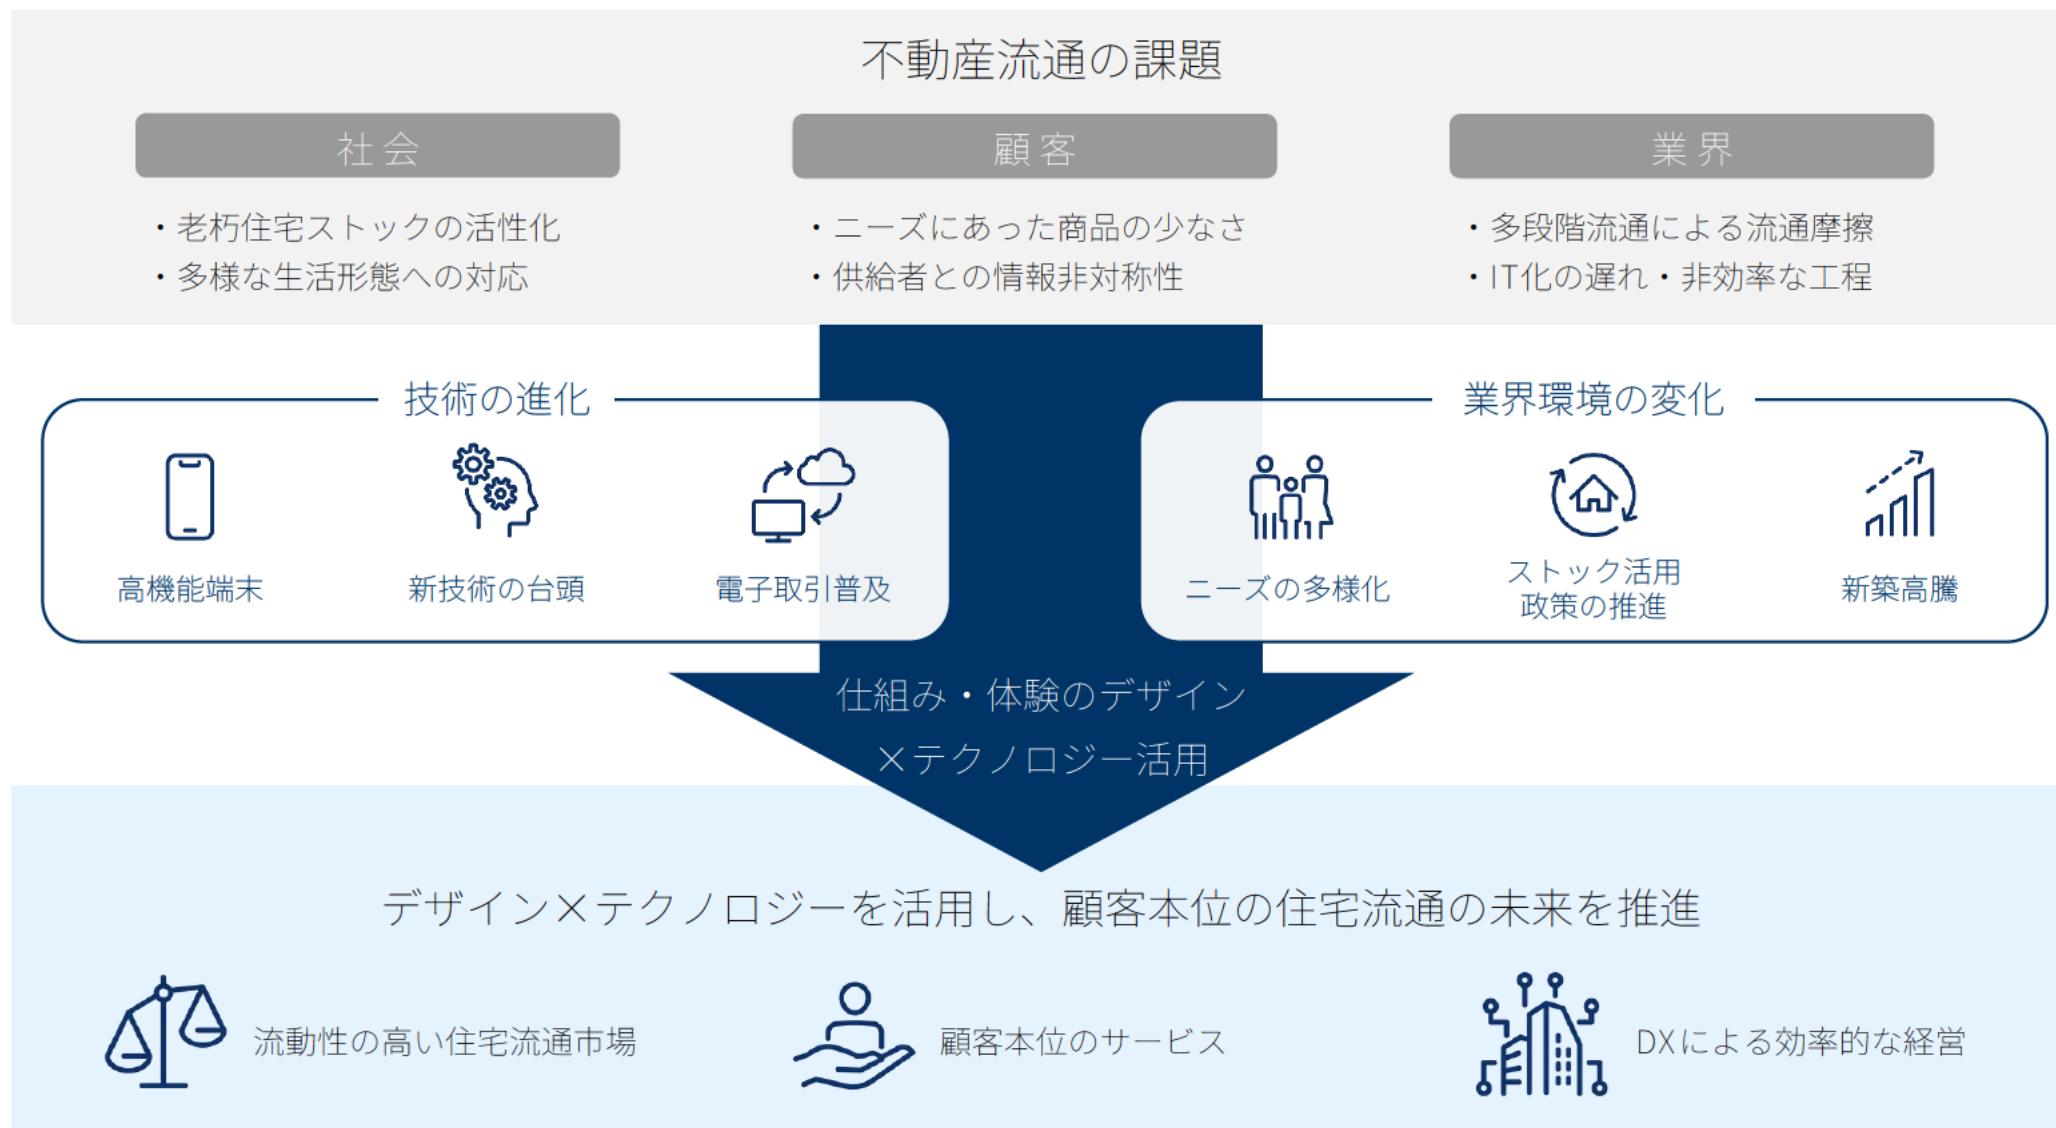 不動産流通の課題
社会
顧客
業界
・老朽住宅ストックの活性化
・多様な生活形態への対応
・ニーズにあった商品の少なさ
・供給者との情報非対称性
・多段階流通による流通摩擦
・IT化の遅れ・非効率な工程
技術の進化
高機能端末
新技術の台頭
電子取引普及
業界環境の変化
ニーズの多様化
ストック活用
政策の推進
新築高騰
仕組み・体験のデザイン
×テクノロジー活用
デザイン×テクノロジーを活用し、顧客本位の住宅流通の未来を推進
流動性の高い住宅流通市場
顧客本位のサービス
DXによる効率的な経営